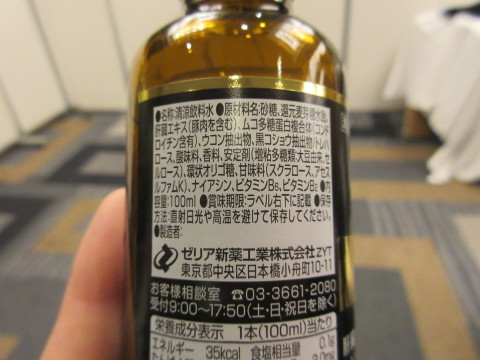 ●名称:清涼飲料水 ●原材料名:砂糖、還元麦芽糖水飴、
肝臓エキス(豚肉を含む)、ムコ多糖蛋白複合体(コンド
ロイチン含有)、ウコン抽出物、黒コショウ抽出物(トレハ
ロース、酸味料、香料、安定剤(増粘多糖類、大豆由来、セ
ルロース)、環状オリゴ糖、甘味料(スクラロース、アセス
ルファムK)、ナイアシン、ビタミンB₆、ビタミンB₂ ●内
容量:100ml ●賞味期限:ラベル右下に記載 ●保存
方法:直射日光や高温を避けて保存してください。
●製造者:
ゼリア新薬工業株式会社 ZYT
東京都中央区日本橋小舟町10-11
お客様相談室 ☎03-3661-2080
受付9:00~17:50(土・日・祝日を除く)
栄養成分表示 1本(100ml)当たり
エネルギー 35kcal 食塩相当量 0.1g